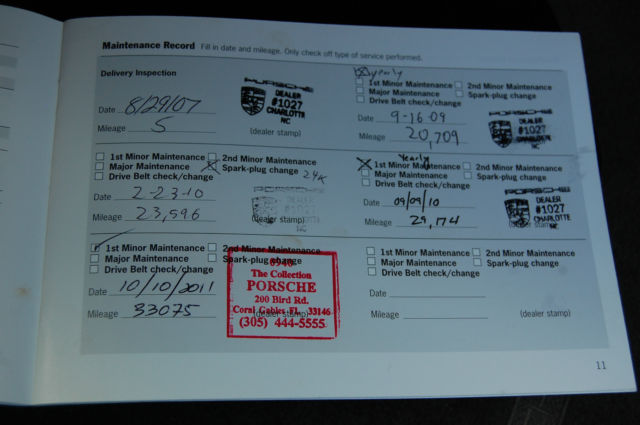 Maintenance Record Fill in date and mileage. Only check off type of service performed.
Delivery Inspection
Date 8/29/07
Mileage 5
PORSCHE
DEALER
#1027
CHARLOTTE
NC
(dealer stamp)
yearly
1st Minor Maintenance 2nd Minor Maintenance
Major Maintenance Spark-plug change
Drive Belt check/change
Date 9-16-09
Mileage 20,709
PORSCHE
DEALER
#1027
CHARLOTTE
NC
1st Minor Maintenance 2nd Minor Maintenance
Major Maintenance Spark-plug change 24K
Drive Belt check/change
Date 2-23-10
Mileage 23,596
(dealer stamp)
Yearly
1st Minor Maintenance 2nd Minor Maintenance
Major Maintenance Spark-plug change
Drive Belt check/change
Date 09/09/10
Mileage 29,174
PORSCHE
DEALER
#1027
CHARLOTTE
NC
stamp)
1st Minor Maintenance 2nd Minor Maintenance
Major Maintenance Spark-plug change
Drive Belt check/change
Date 10/10/2011
Mileage 33075
The Collection
PORSCHE
200 Bird Rd.
Coral Gables Fl. 33146
(dealer stamp)
(305) 444-5555
1st Minor Maintenance 2nd Minor Maintenance
Major Maintenance Spark-plug change
Drive Belt check/change
Date
Mileage (dealer stamp)
11